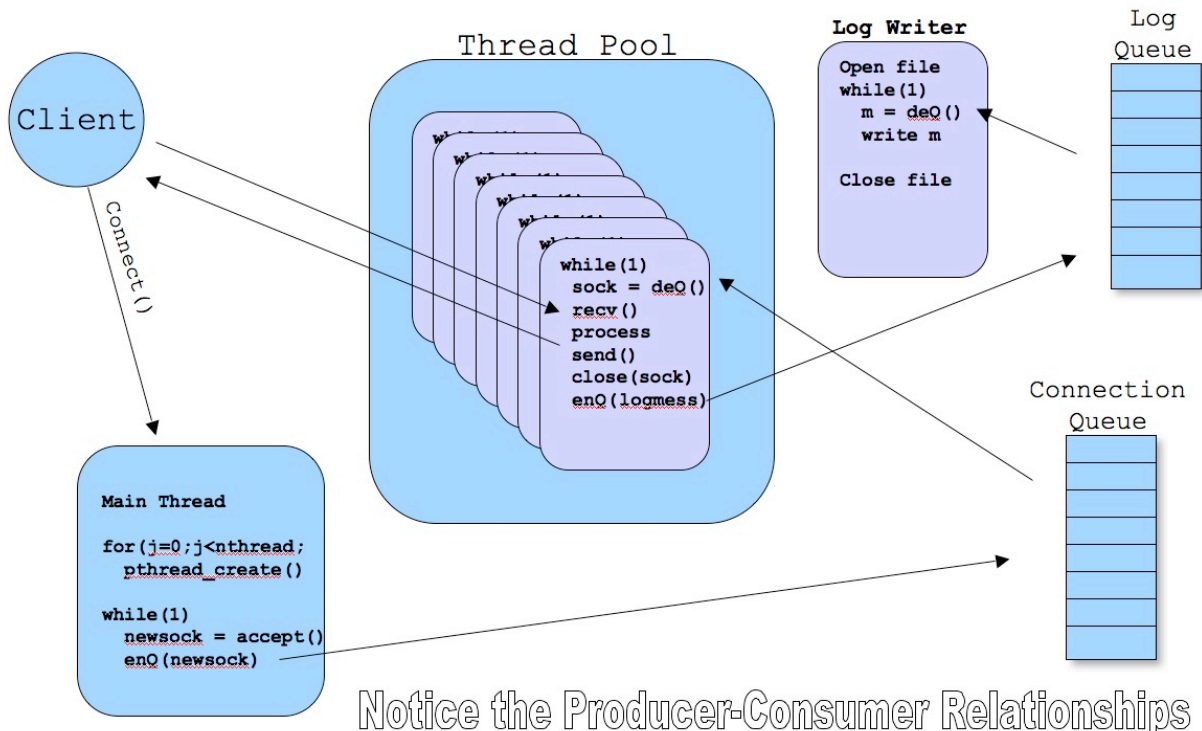 Client
Connect()
Thread Pool
while(1)
sock = deQ()
recv()
process
send()
close(sock)
enQ(logmess)
Log Writer
Open file
while(1)
m = deQ()
write m
Close file
Log
Queue
Connection
Queue
Main Thread
for(j=0;j<nthread;
pthread_create()
while(1)
newsock = accept()
enQ(newsock)
Notice the Producer-Consumer Relationships